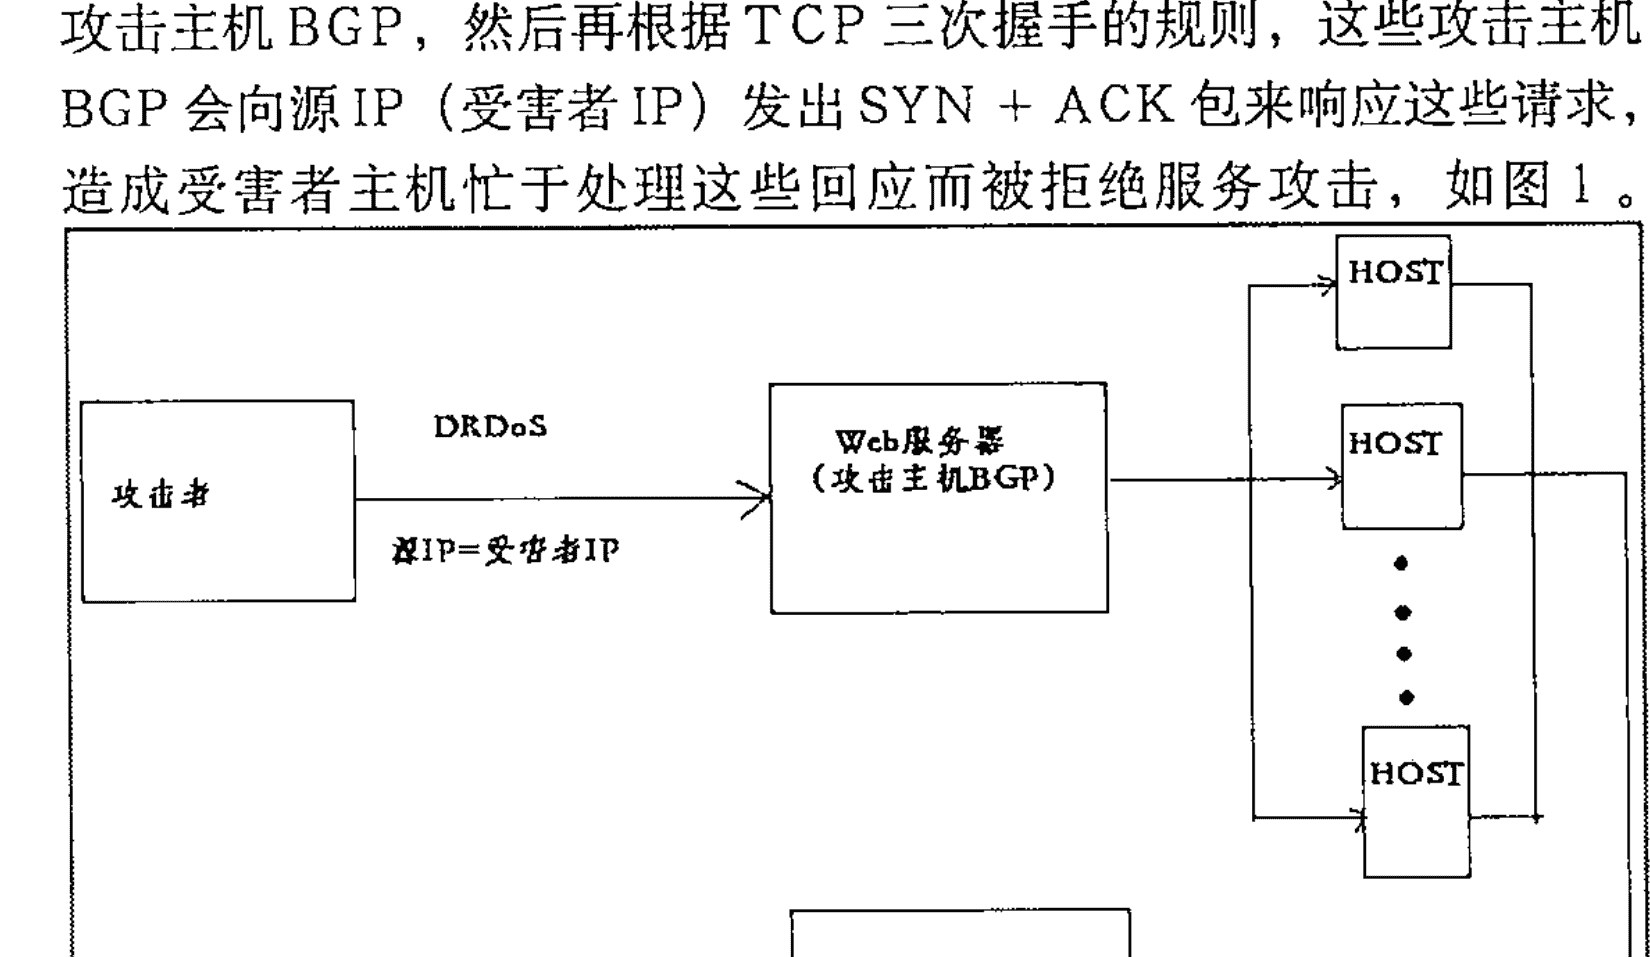 攻击主机BGP，然后再根据TCP三次握手的规则，这些攻击主机
BGP会向源IP（受害者IP）发出SYN + ACK包来响应这些请求，
造成受害者主机忙于处理这些回应而被拒绝服务攻击，如图1。
HOST
DRDoS
HOST
Web服务器
（攻击主机BGP）
攻击者
源IP=受害者IP
HOST